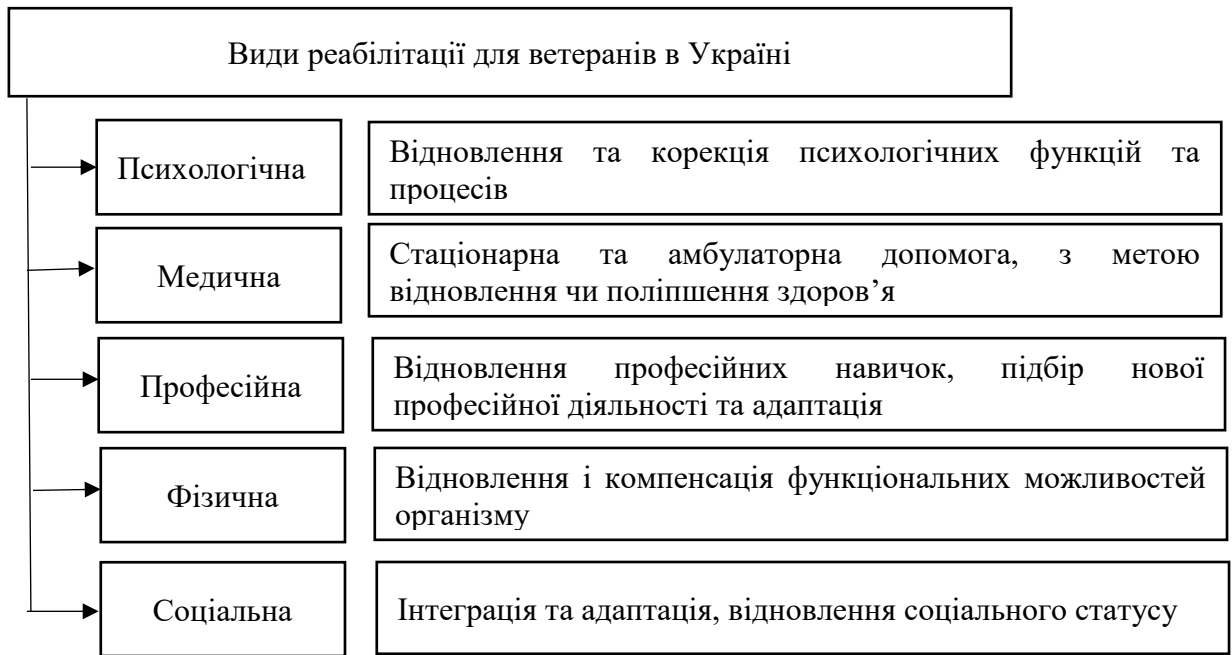 Види реабілітації для ветеранів в Україні
Психологічна
Відновлення та корекція психологічних функцій та
процесів
Медична
Стаціонарна та амбулаторна допомога, з метою
відновлення чи поліпшення здоров’я
Професійна
Відновлення професійних навичок, підбір нової
професійної діяльності та адаптація
Фізична
Відновлення і компенсація функціональних можливостей
організму
Соціальна
Інтеграція та адаптація, відновлення соціального статусу